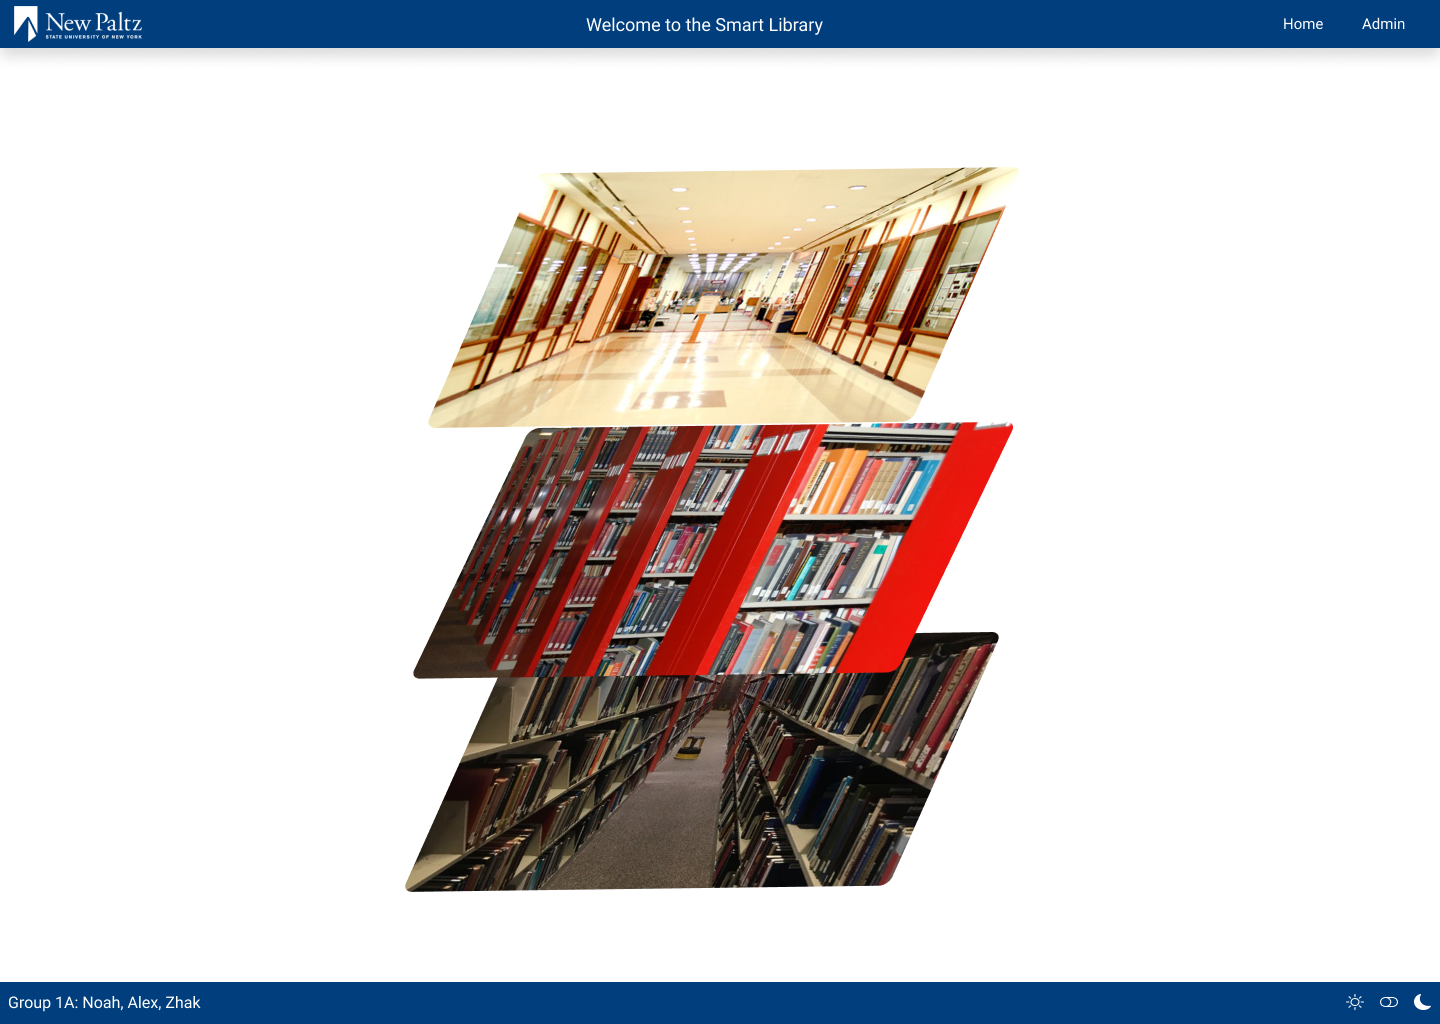 New Paltz
STATE UNIVERSITY OF NEW YORK
Welcome to the Smart Library
Home
Admin
Group 1A: Noah, Alex, Zhak